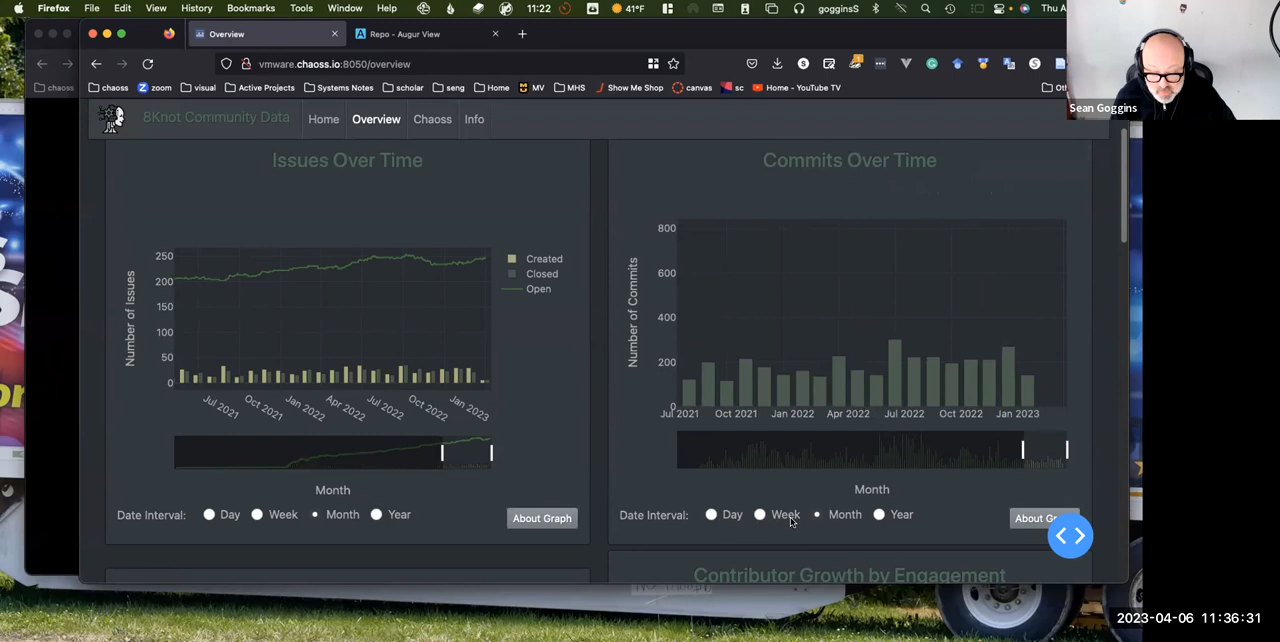 Firefox File Edit View History Bookmarks Tools Window Help 11:22 41°F gogginsS Thu A
Overview
Repo - Augur View
vmware.chaoss.io:8050/overview
chaoss
chaoss zoom visual Active Projects Systems Notes scholar seng Home MV MHS Show Me Shop canvas sc Home - YouTube TV
Sean Goggins
8Knot Community Data Home Overview Chaoss Info
Issues Over Time
Number of Issues
250
200
150
100
50
0
Jul 2021 Oct 2021 Jan 2022 Apr 2022 Jul 2022 Oct 2022 Jan 2023
Created
Closed
Open
Month
Date Interval: Day Week Month Year
About Graph
Commits Over Time
Number of Commits
800
600
400
200
0
Jul 2021 Oct 2021 Jan 2022 Apr 2022 Jul 2022 Oct 2022 Jan 2023
Month
Date Interval: Day Week Month Year
About Gr
Contributor Growth by Engagement
2023-04-06 11:36:31